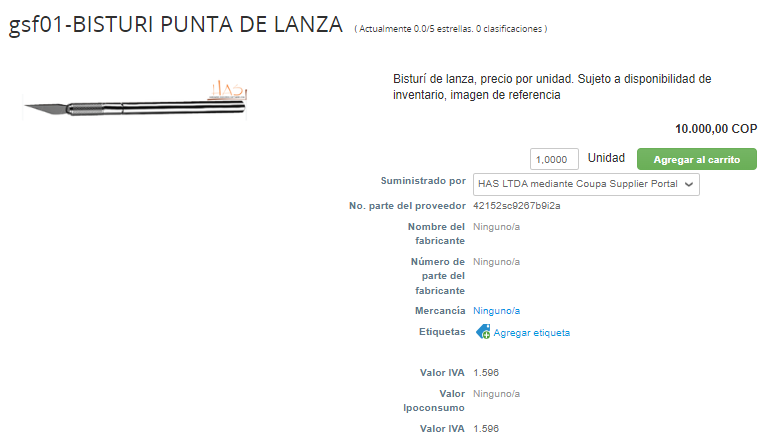 gsf01-BISTURI PUNTA DE LANZA ( Actualmente 0.0/5 estrellas. 0 clasificaciones )
HAS
Bisturí de lanza, precio por unidad. Sujeto a disponibilidad de
inventario, imagen de referencia
10.000,00 COP
1,0000 Unidad Agregar al carrito
Suministrado por HAS LTDA mediante Coupa Supplier Portal
No. parte del proveedor 42152sc9267b9i2a
Nombre del Ninguno/a
fabricante
Número de Ninguno/a
parte del
fabricante
Mercancía Ninguno/a
Etiquetas Agregar etiqueta
Valor IVA 1.596
Valor Ninguno/a
Ipoconsumo
Valor IVA 1.596